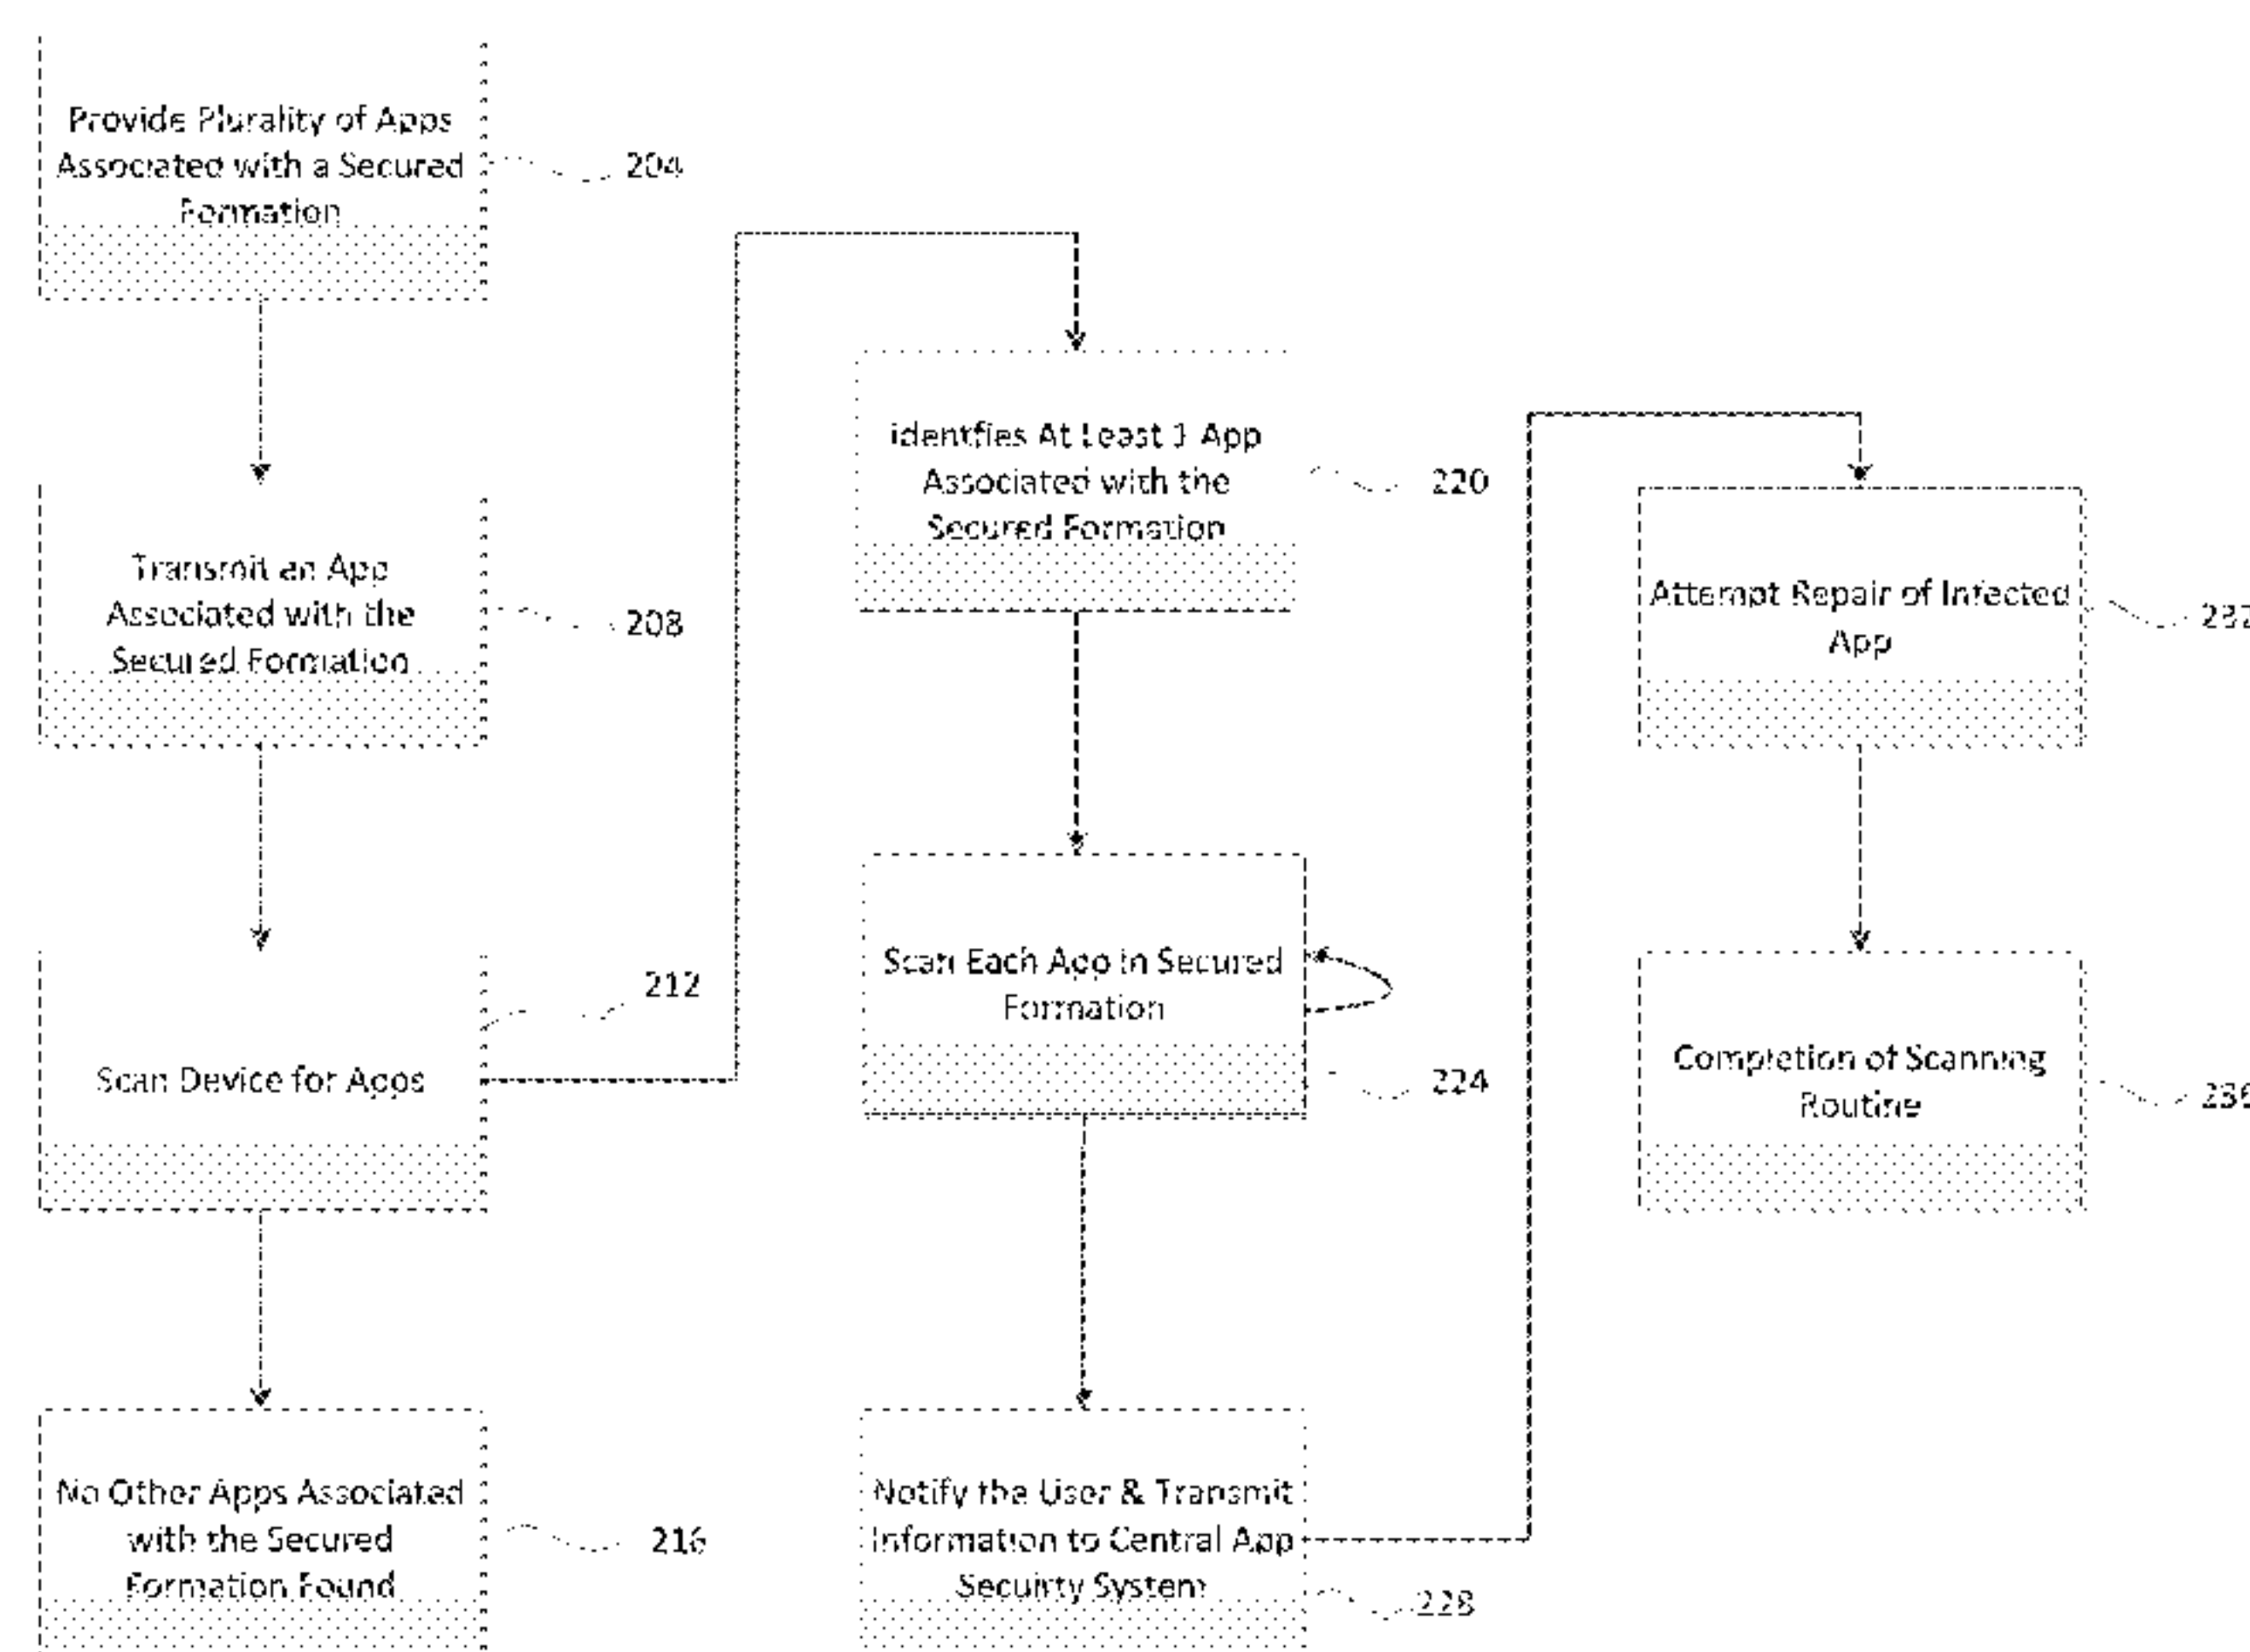 Provide Plurality of Apps
Associated with a Secured
Formation
204
Transmit an App
Associated with the
Secured Formation
208
212
Scan Device for Apps
No Other Apps Associated
with the Secured
Formation Found
216
identfies At Least 1 App
Associated with the
Secured Formation
220
Scan Each App in Secured
Formation
224
Notify the User & Transmit
Information to Central App
Secuirty System
228
Attempt Repair of Infected
App
232
Completion of Scanning
Routine
236